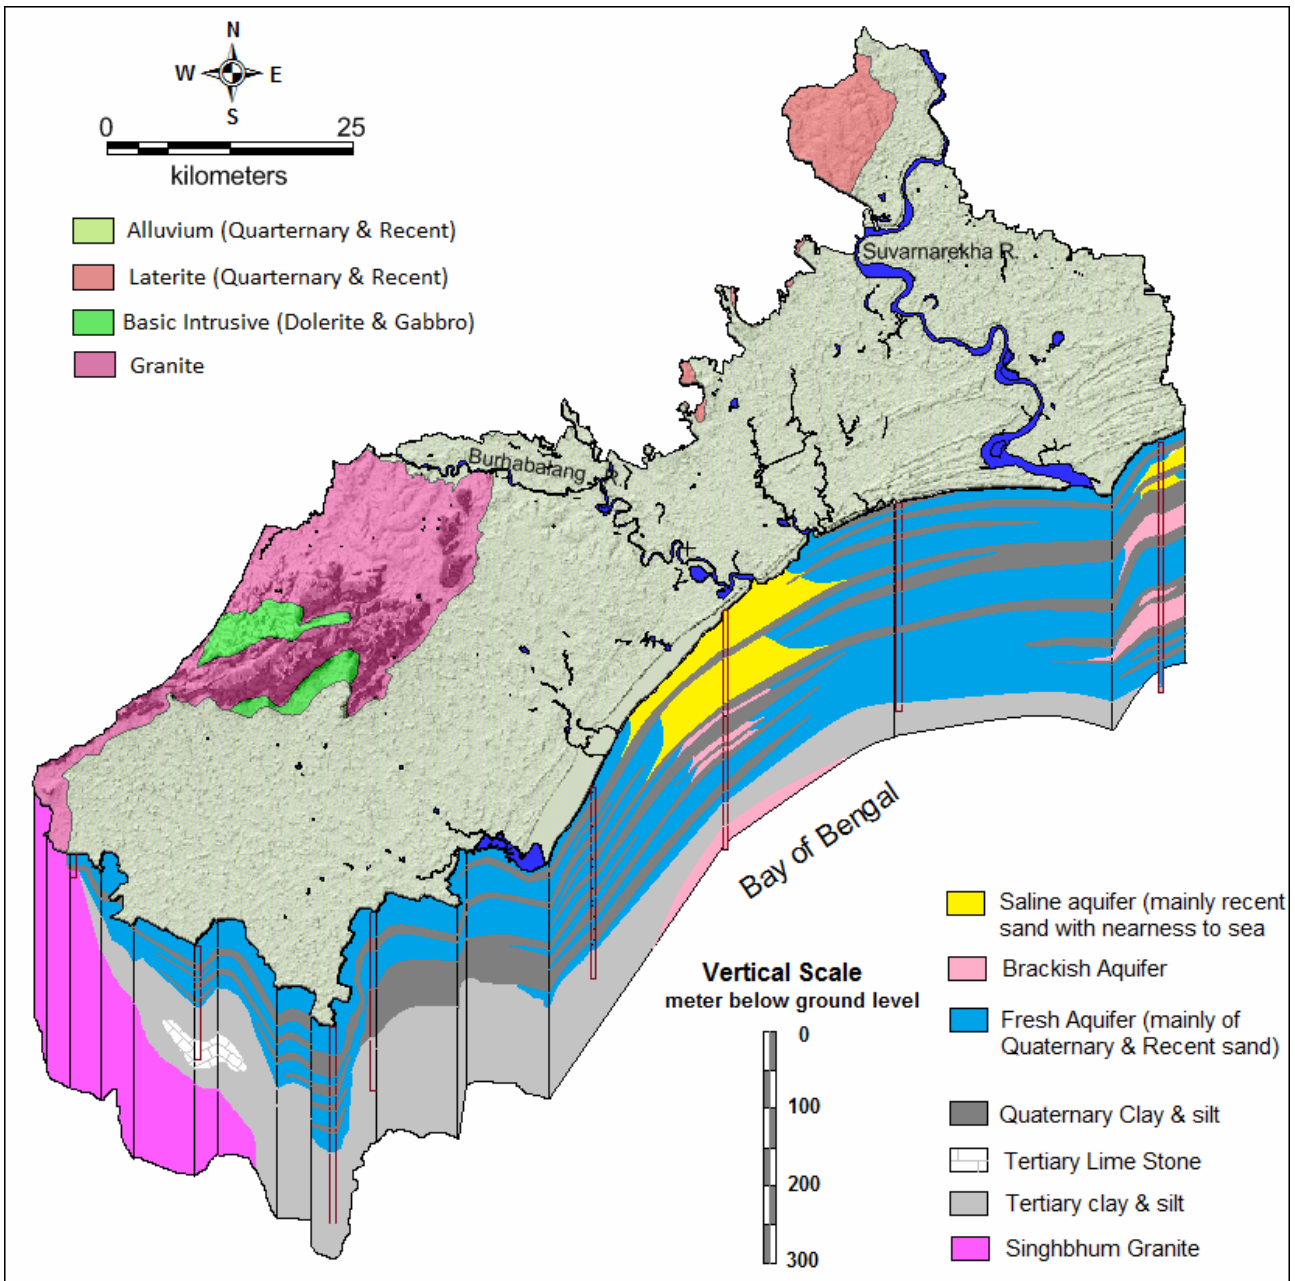 N
W E
S
0 25
kilometers
Alluvium (Quarternary & Recent)
Laterite (Quarternary & Recent)
Basic Intrusive (Dolerite & Gabbro)
Granite
Suvarnarekha R.
Burhabalang R.
Bay of Bengal
Saline aquifer (mainly recent
sand with nearness to sea
Brackish Aquifer
Fresh Aquifer (mainly of
Quaternary & Recent sand)
Quaternary Clay & silt
Tertiary Lime Stone
Tertiary clay & silt
Singhbhum Granite
Vertical Scale
meter below ground level
0
100
200
300